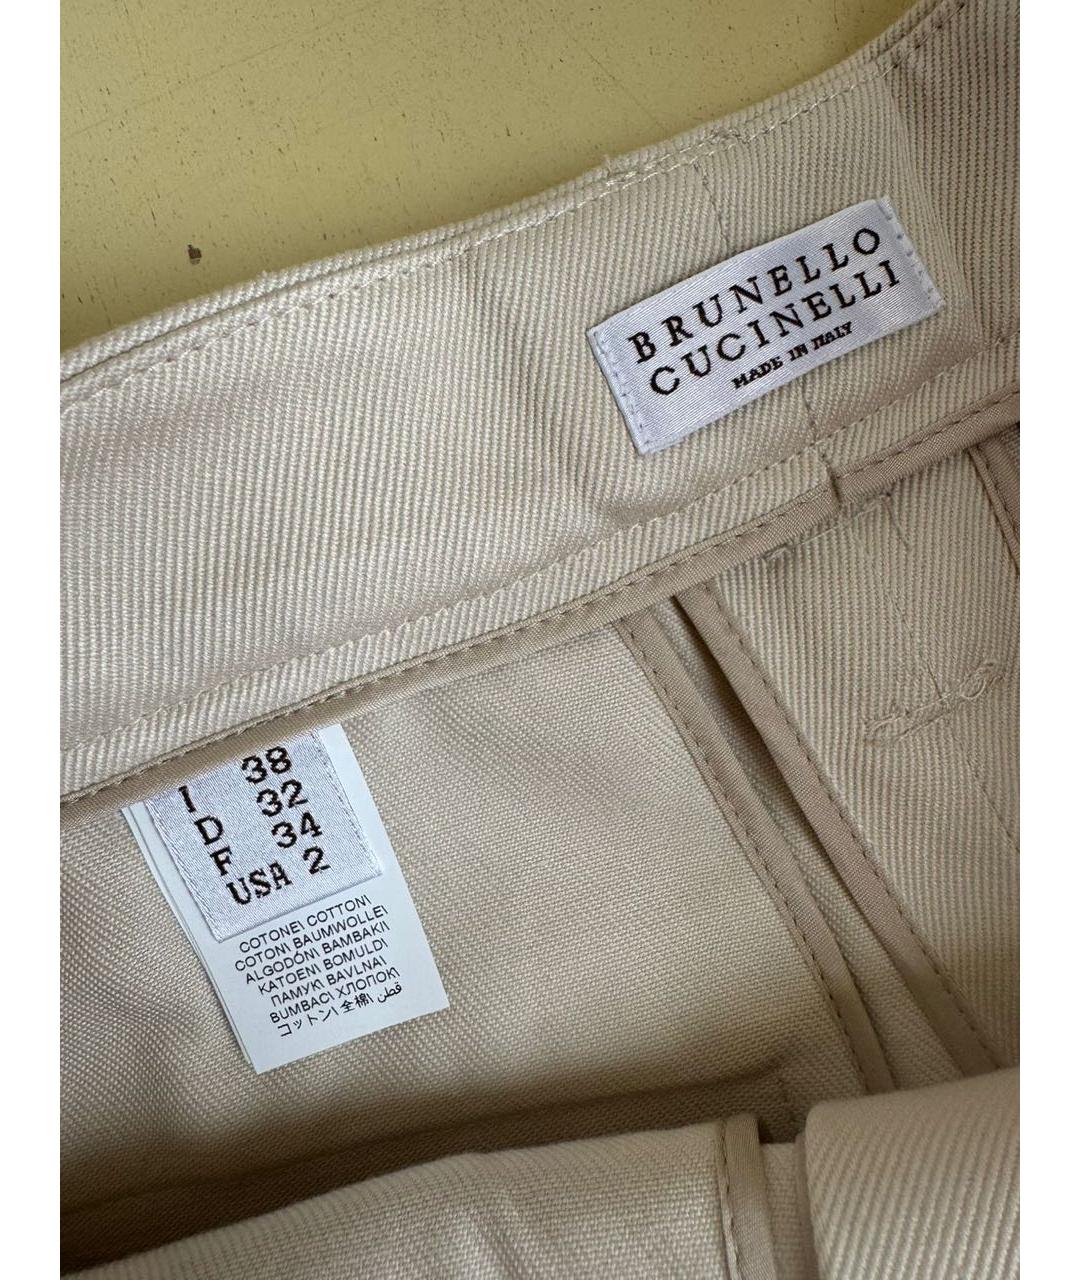 BRUNELLO
CUCINELLI
MADE IN ITALY
I 38
D 32
F 34
USA 2
COTONE\ COTTON\
COTON\ BAUMWOLLE\
ALGODÓN\ BAMBAKI\
KATOEN\ BOMULD\
ПАМУК\ BAVLNA\
BUMBAC\ ХЛОПОК\
コットン\ 全棉\ قطن